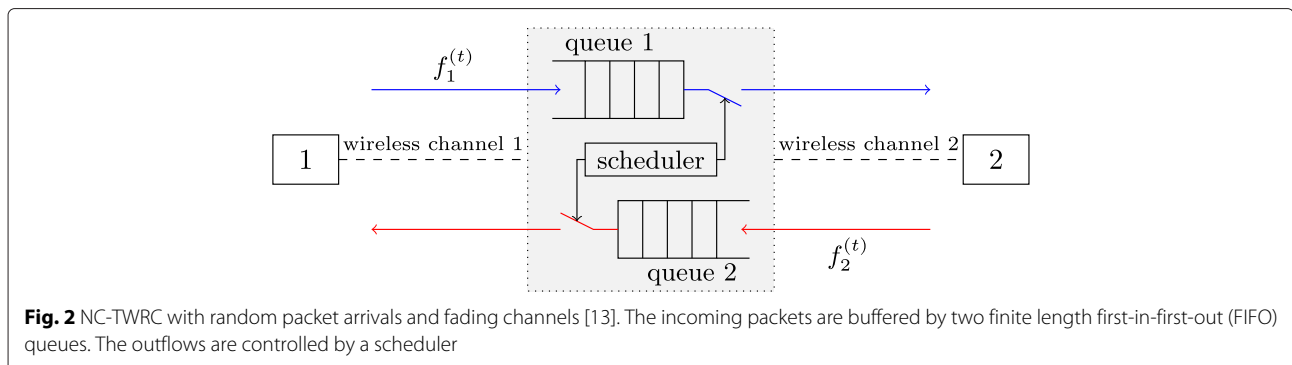 queue 1
f_1^{(t)}
wireless channel 1
wireless channel 2
1
scheduler
2
f_2^{(t)}
queue 2
Fig. 2 NC-TWRC with random packet arrivals and fading channels [13]. The incoming packets are buffered by two finite length first-in-first-out (FIFO)
queues. The outflows are controlled by a scheduler